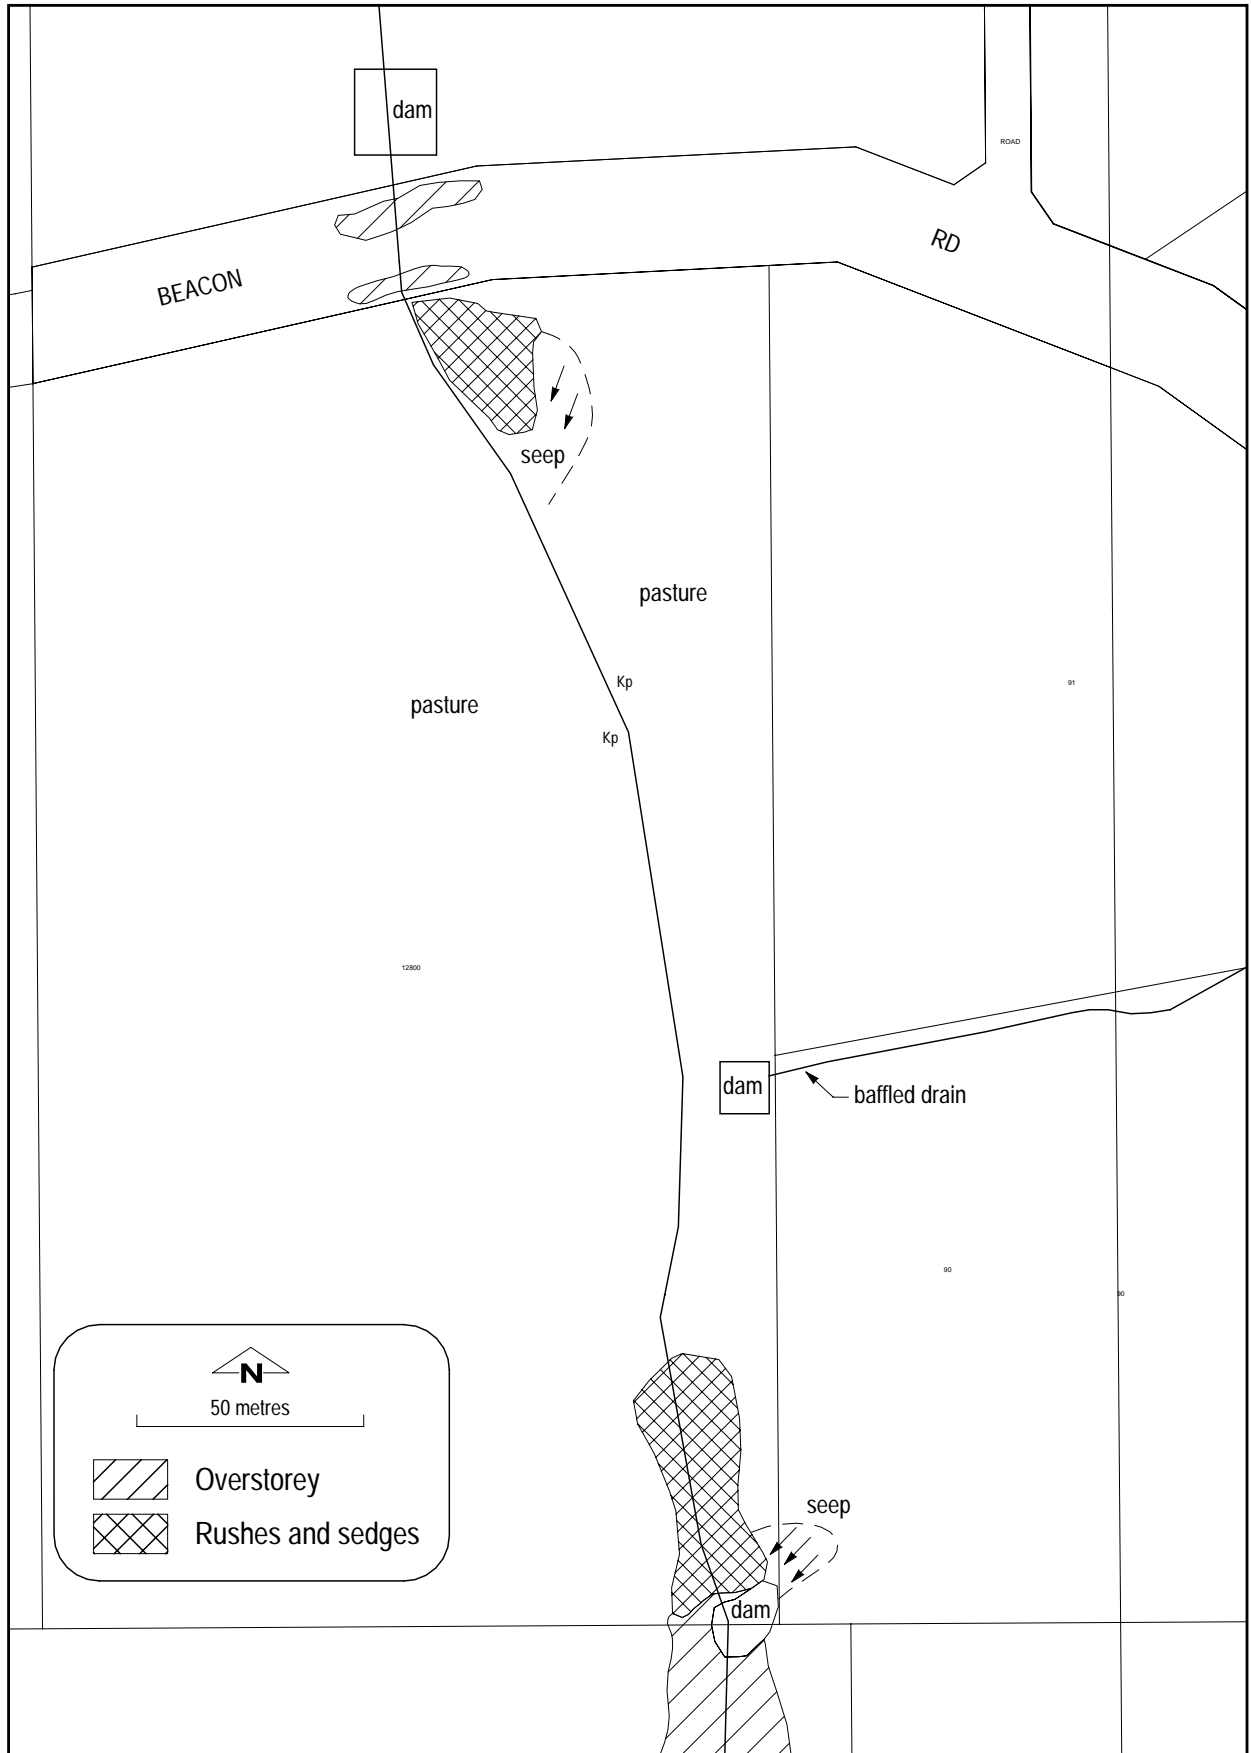 dam
ROAD
RD
BEACON
seep
pasture
Kp
91
pasture
Kp
12800
dam
baffled drain
90
90
N
50 metres
Overstorey
Rushes and sedges
seep
dam